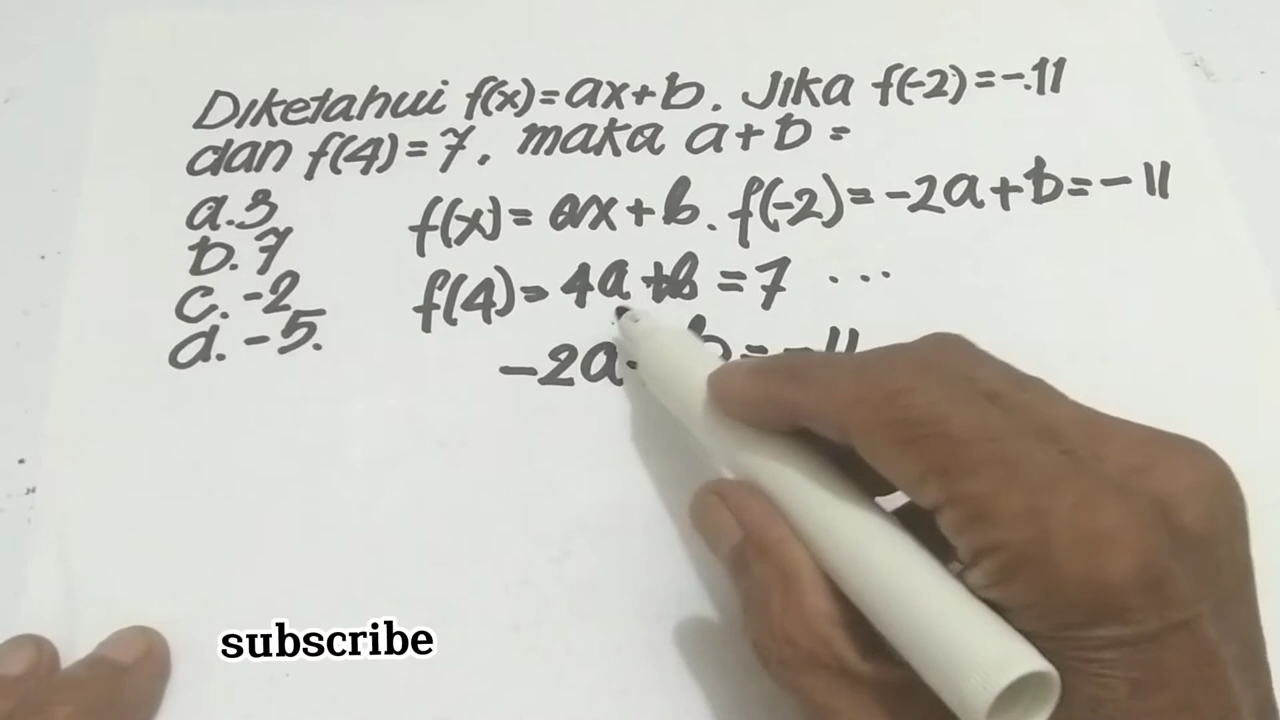 Diketahui f(x)=ax+b. Jika f(-2)=-11
dan f(4)=7, maka a+b=
a. 3
b. 7
c. -2
d. -5.
f(x)=ax+b. f(-2)=-2a+b=-11
f(4)=4a+b=7 ...
-2a b=-11
subscribe